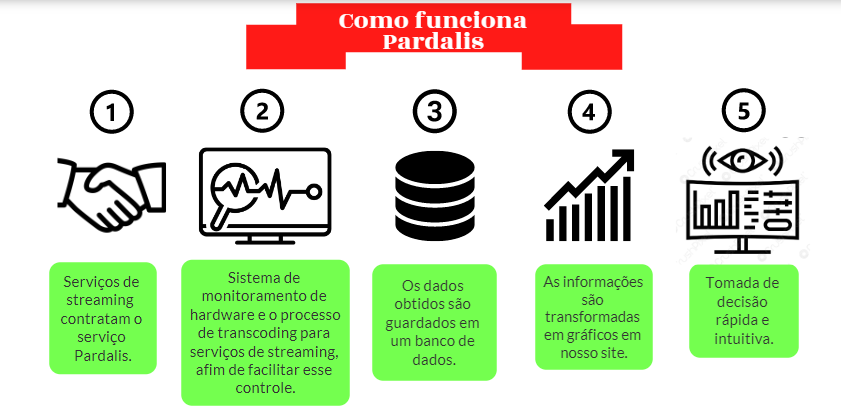 Como funciona
Pardalis
1
2
3
4
5
Serviços de
streaming
contratam o
serviço
Pardalis.
Sistema de
monitoramento de
hardware e o processo
de transcoding para
serviços de streaming,
afim de facilitar esse
controle.
Os dados
obtidos são
guardados em
um banco de
dados.
As informações
são
transformadas
em gráficos em
nosso site.
Tomada de
decisão
rápida e
intuitiva.